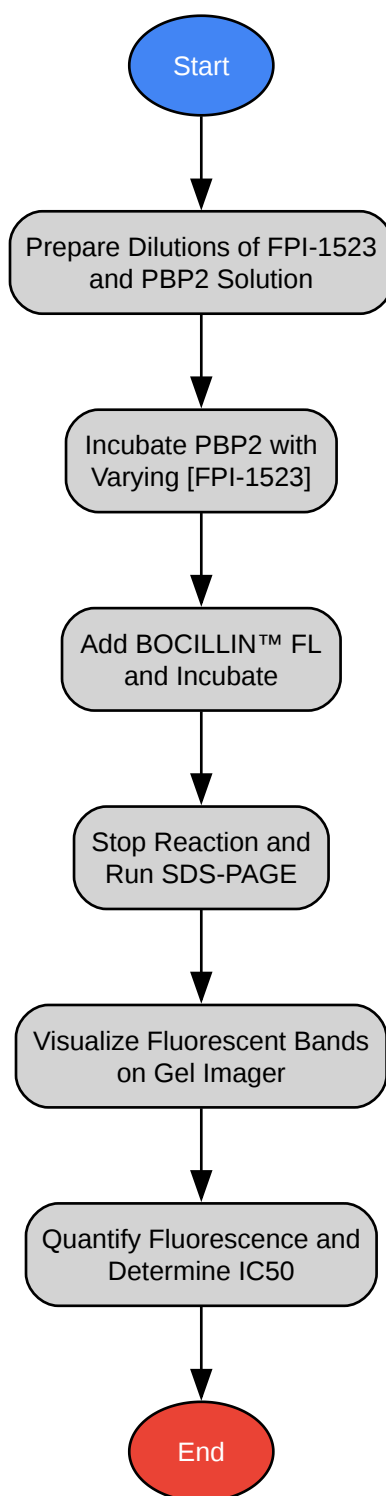 Start
Prepare Dilutions of FPI-1523
and PBP2 Solution
Incubate PBP2 with
Varying [FPI-1523]
Add BOCILLIN™ FL
and Incubate
Stop Reaction and
Run SDS-PAGE
Visualize Fluorescent Bands
on Gel Imager
Quantify Fluorescence and
Determine IC50
End